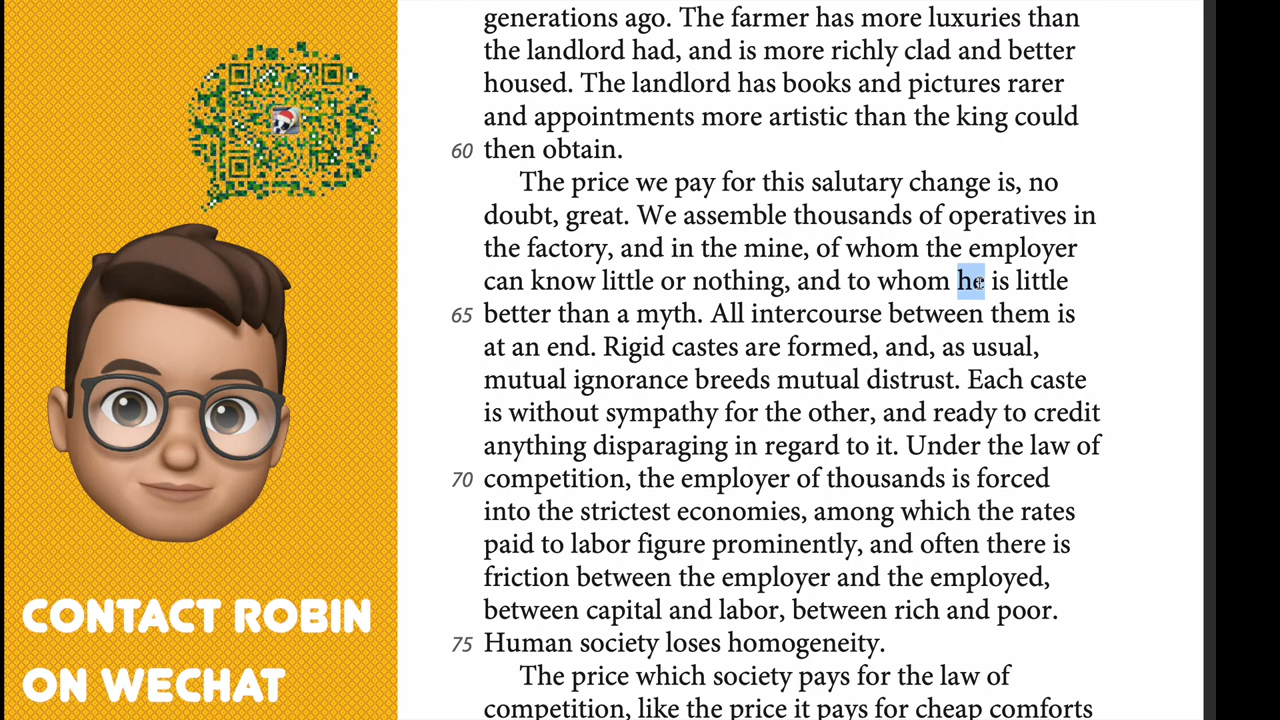 generations ago. The farmer has more luxuries than
the landlord had, and is more richly clad and better
housed. The landlord has books and pictures rarer
and appointments more artistic than the king could
60 then obtain.
The price we pay for this salutary change is, no
doubt, great. We assemble thousands of operatives in
the factory, and in the mine, of whom the employer
can know little or nothing, and to whom he is little
65 better than a myth. All intercourse between them is
at an end. Rigid castes are formed, and, as usual,
mutual ignorance breeds mutual distrust. Each caste
is without sympathy for the other, and ready to credit
anything disparaging in regard to it. Under the law of
70 competition, the employer of thousands is forced
into the strictest economies, among which the rates
paid to labor figure prominently, and often there is
friction between the employer and the employed,
between capital and labor, between rich and poor.
75 Human society loses homogeneity.
The price which society pays for the law of
competition, like the price it pays for cheap comforts
CONTACT ROBIN
ON WECHAT